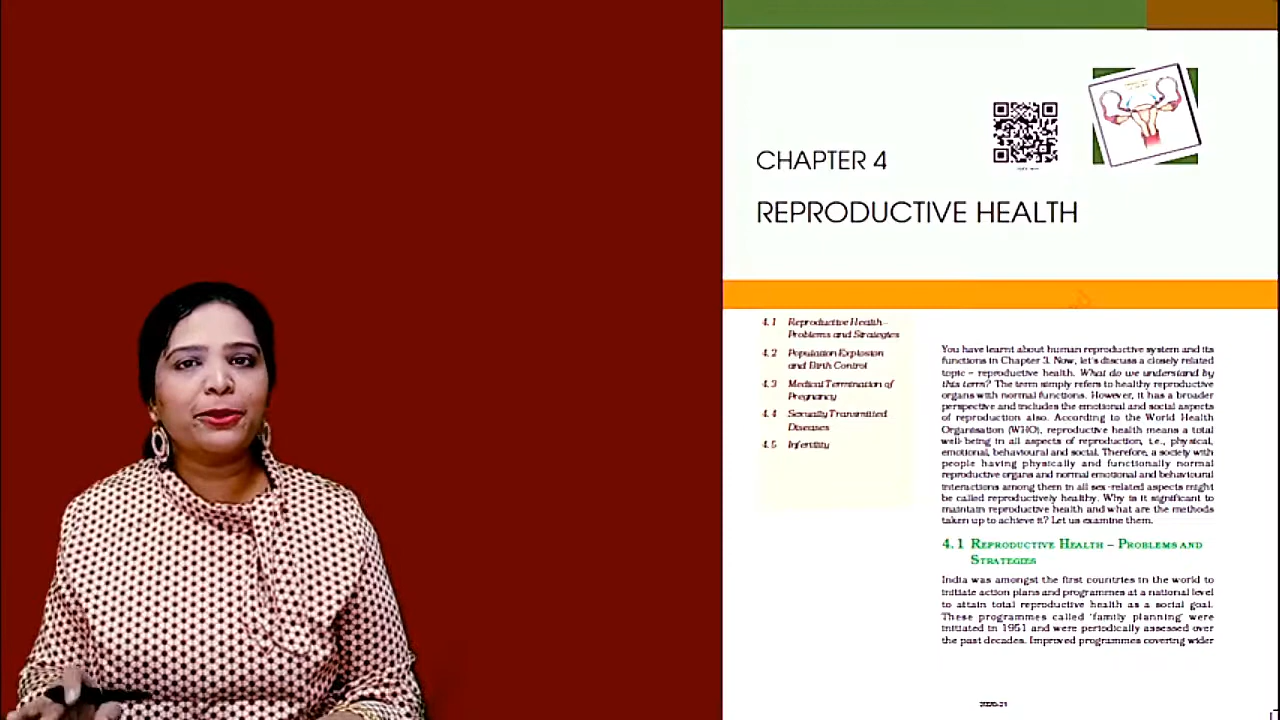 CHAPTER 4
REPRODUCTIVE HEALTH
4.1 Reproductive Health –
Problems and Strategies
4.2 Population Explosion
and Birth Control
4.3 Medical Termination of
Pregnancy
4.4 Sexually Transmitted
Diseases
4.5 Infertility
You have learnt about human reproductive system and its
functions in Chapter 3. Now, let's discuss a closely related
topic – reproductive health. What do we understand by
this term? The term simply refers to healthy reproductive
organs with normal functions. However, it has a broader
perspective and includes the emotional and social aspects
of reproduction also. According to the World Health
Organisation (WHO), reproductive health means a total
well-being in all aspects of reproduction, i.e., physical,
emotional, behavioural and social. Therefore, a society with
people having physically and functionally normal
reproductive organs and normal emotional and behavioural
interactions among them in all sex-related aspects might
be called reproductively healthy. Why is it significant to
maintain reproductive health and what are the methods
taken up to achieve it? Let us examine them.
4.1 Reproductive Health – Problems and
Strategies
India was amongst the first countries in the world to
initiate action plans and programmes at a national level
to attain total reproductive health as a social goal.
These programmes called 'family planning' were
initiated in 1951 and were periodically assessed over
the past decades. Improved programmes covering wider
2020-21